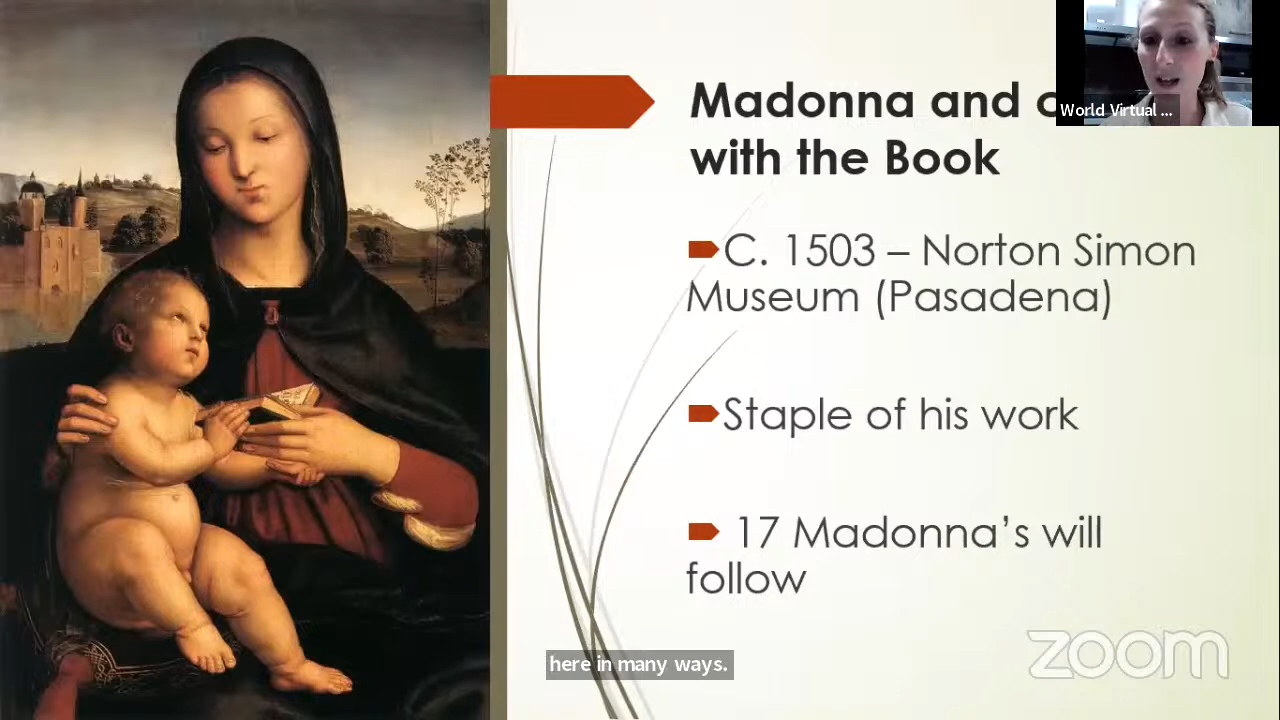 Madonna and c
with the Book
World Virtual ...
C. 1503 – Norton Simon
Museum (Pasadena)
Staple of his work
17 Madonna's will
follow
here in many ways.
zoom